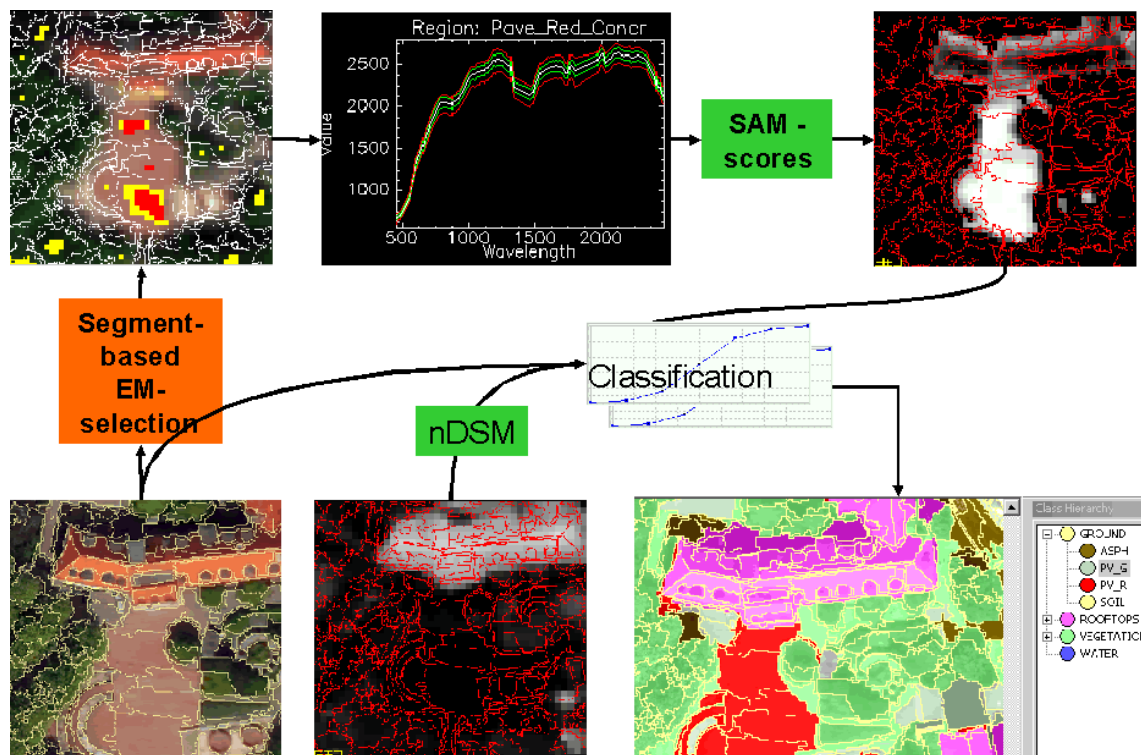 Region: Pave_Red_Concr
Value
2500
2000
1500
1000
500
1000
1500
2000
Wavelength
SAM -
scores
Segment-
based
EM-
selection
Classification
nDSM
Class Hierarchy
GROUND
ASPH
PV_G
PV_R
SOIL
ROOFTOPS
VEGETATIO
WATER